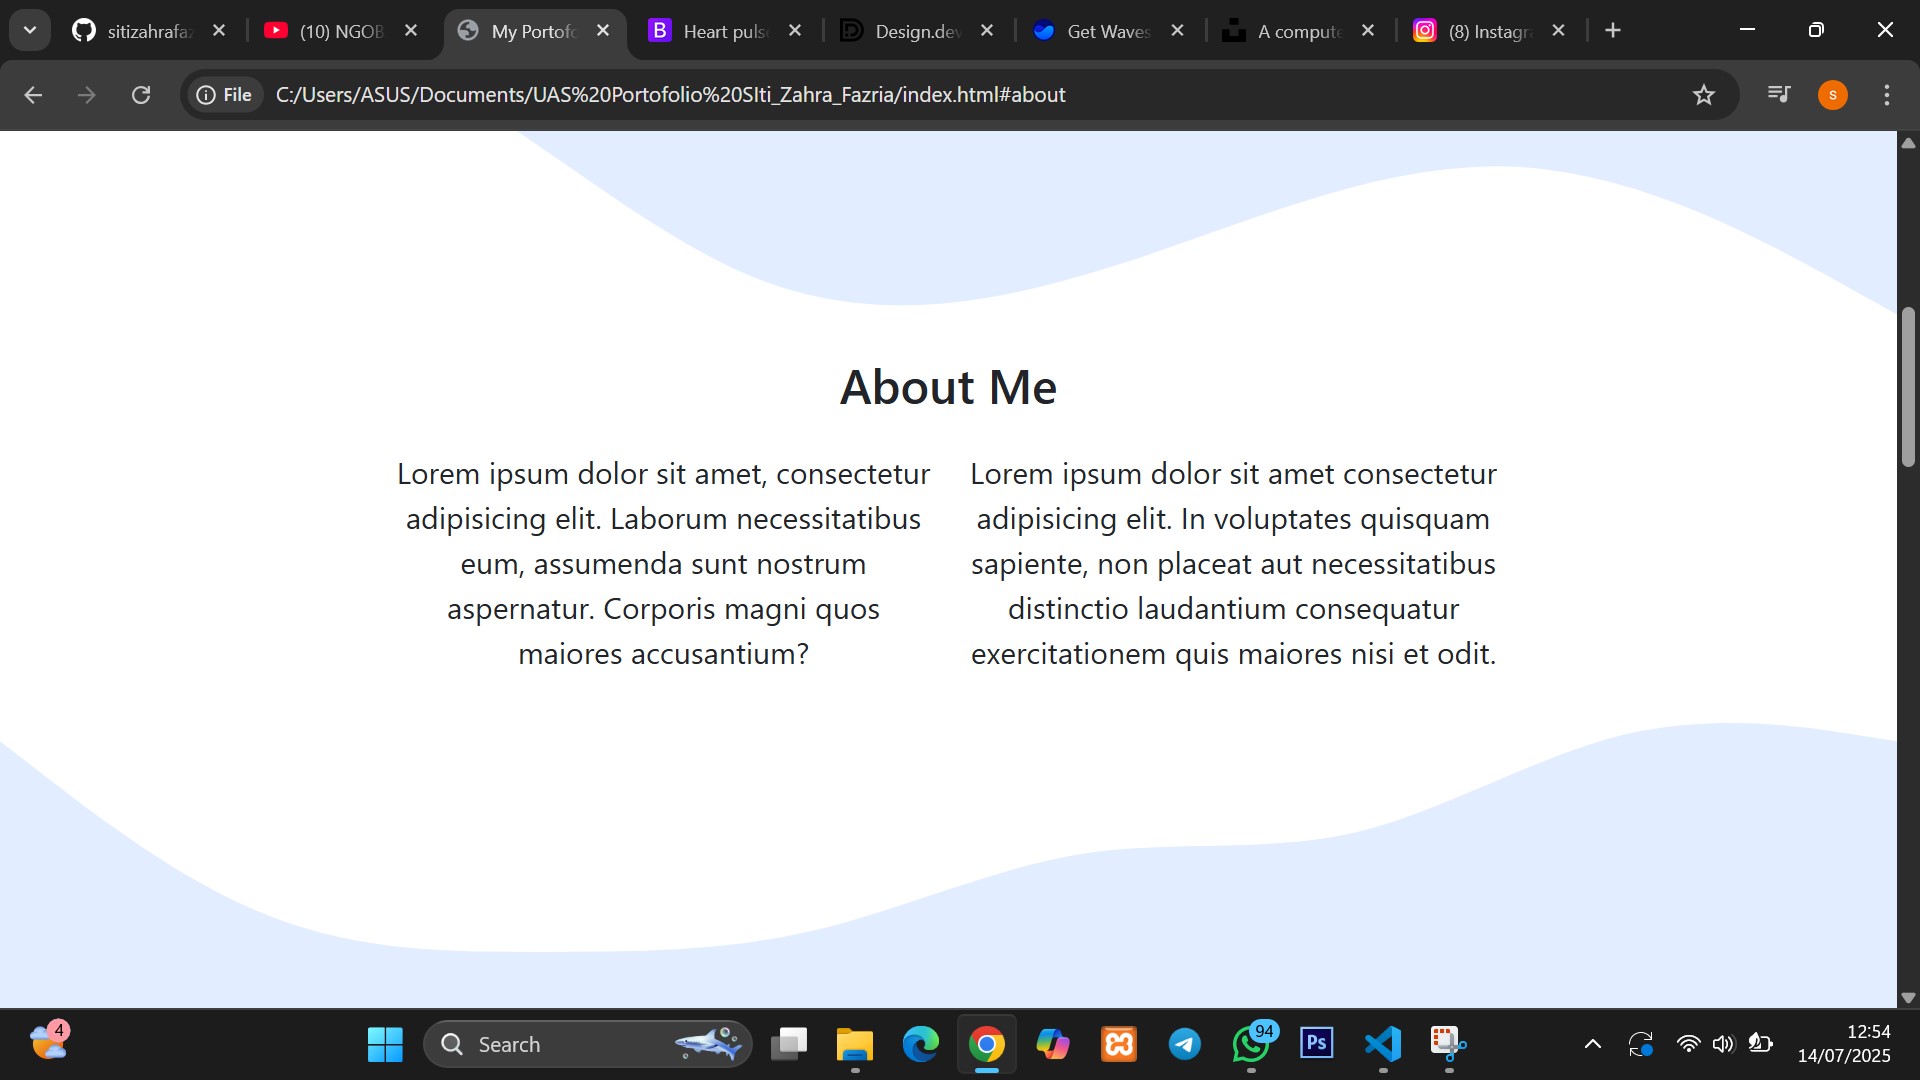 sitizahrafaz
(10) NGOB
My Portofo
Heart puls
Design.dev
Get Waves
A compute
(8) Instagra
File
C:/Users/ASUS/Documents/UAS%20Portofolio%20SIti_Zahra_Fazria/index.html#about
s
About Me
Lorem ipsum dolor sit amet, consectetur
adipisicing elit. Laborum necessitatibus
eum, assumenda sunt nostrum
aspernatur. Corporis magni quos
maiores accusantium?
Lorem ipsum dolor sit amet consectetur
adipisicing elit. In voluptates quisquam
sapiente, non placeat aut necessitatibus
distinctio laudantium consequatur
exercitationem quis maiores nisi et odit.
4
Search
94
Ps
12:54
14/07/2025